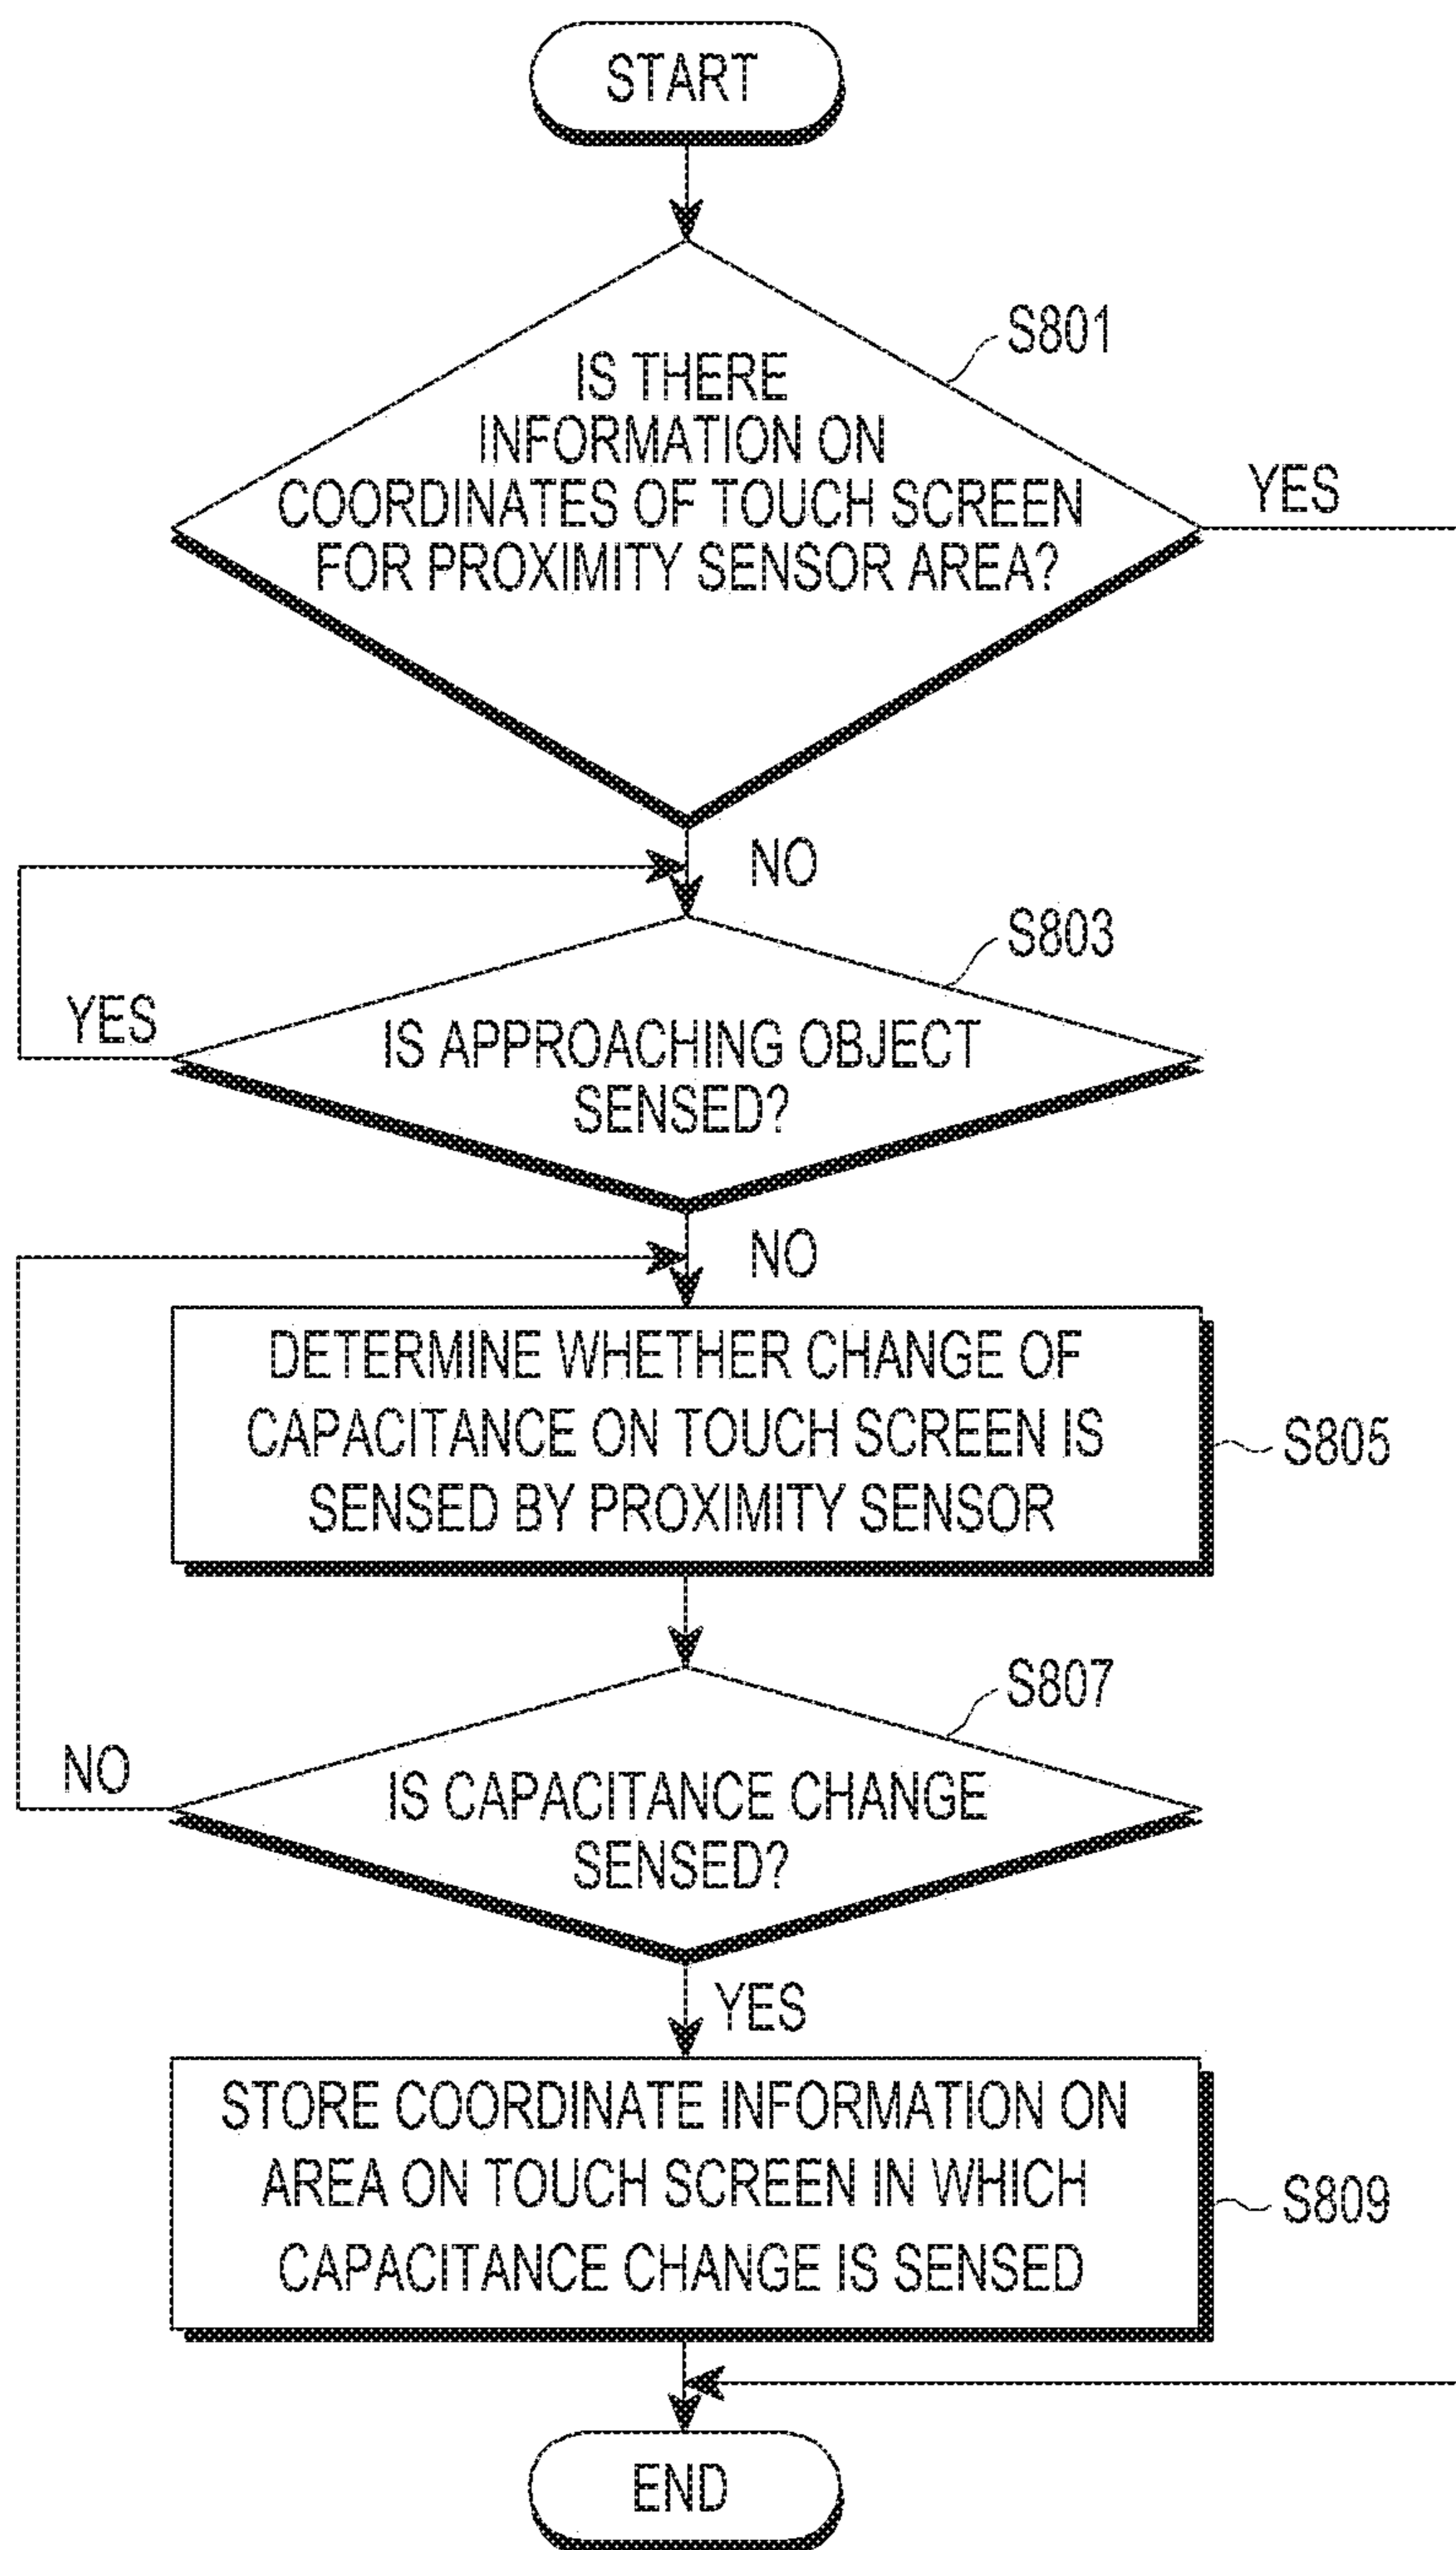 START
S801
IS THERE
INFORMATION ON
COORDINATES OF TOUCH SCREEN
FOR PROXIMITY SENSOR AREA?
YES
NO
S803
YES
IS APPROACHING OBJECT
SENSED?
NO
DETERMINE WHETHER CHANGE OF
CAPACITANCE ON TOUCH SCREEN IS
SENSED BY PROXIMITY SENSOR
S805
S807
NO
IS CAPACITANCE CHANGE
SENSED?
YES
STORE COORDINATE INFORMATION ON
AREA ON TOUCH SCREEN IN WHICH
CAPACITANCE CHANGE IS SENSED
S809
END